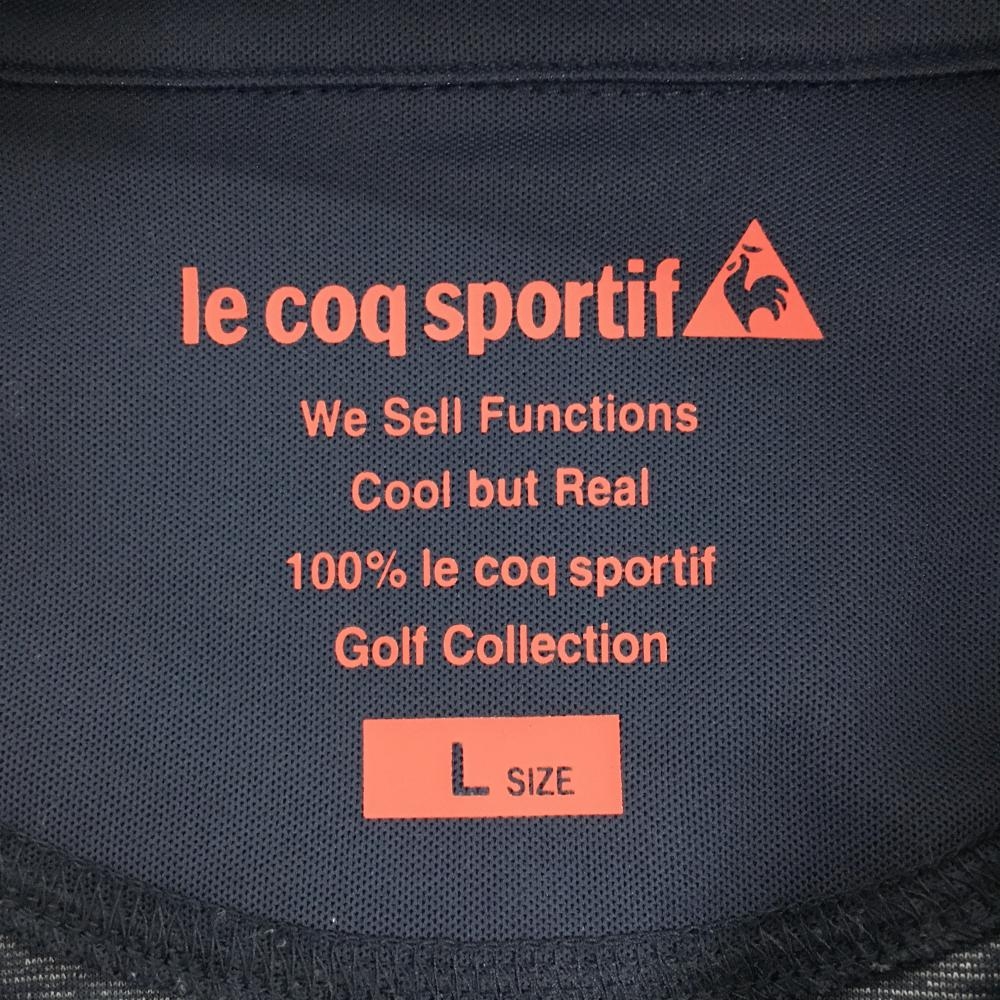 le coq sportif
We Sell Functions
Cool but Real
100% le coq sportif
Golf Collection
L SIZE